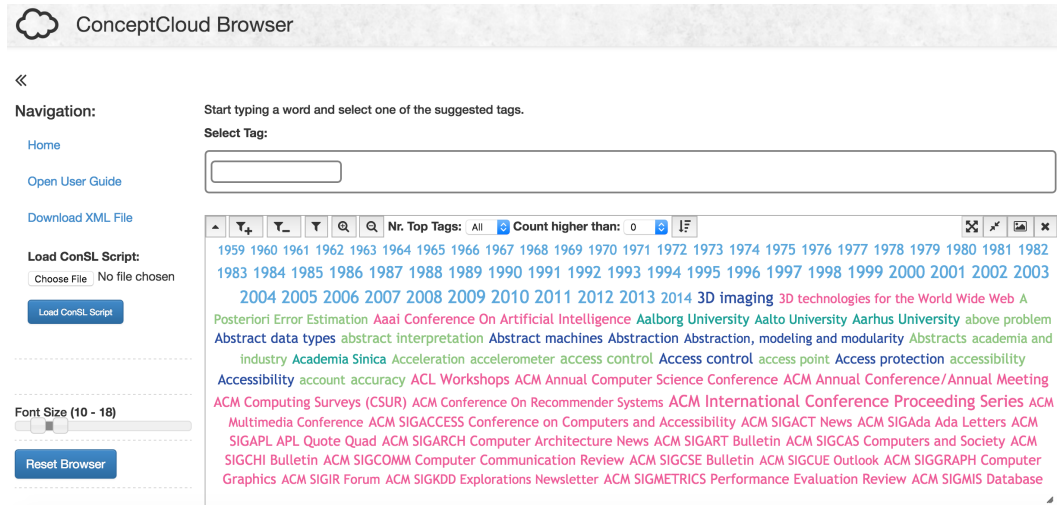 ConceptCloud Browser
«
Navigation:
Home
Open User Guide
Download XML File
Load ConSL Script:
Choose File No file chosen
Load ConSL Script
Font Size (10 - 18)
Reset Browser
Start typing a word and select one of the suggested tags.
Select Tag:
Nr. Top Tags: All Count higher than: 0
1959 1960 1961 1962 1963 1964 1965 1966 1967 1968 1969 1970 1971 1972 1973 1974 1975 1976 1977 1978 1979 1980 1981 1982
1983 1984 1985 1986 1987 1988 1989 1990 1991 1992 1993 1994 1995 1996 1997 1998 1999 2000 2001 2002 2003
2004 2005 2006 2007 2008 2009 2010 2011 2012 2013 2014 3D imaging 3D technologies for the World Wide Web A
Posteriori Error Estimation Aaai Conference On Artificial Intelligence Aalborg University Aalto University Aarhus University above problem
Abstract data types abstract interpretation Abstract machines Abstraction Abstraction, modeling and modularity Abstracts academia and
industry Academia Sinica Acceleration accelerometer access control Access control access point Access protection accessibility
Accessibility account accuracy ACL Workshops ACM Annual Computer Science Conference ACM Annual Conference/Annual Meeting
ACM Computing Surveys (CSUR) ACM Conference On Recommender Systems ACM International Conference Proceeding Series ACM
Multimedia Conference ACM SIGACCESS Conference on Computers and Accessibility ACM SIGACT News ACM SIGAda Ada Letters ACM
SIGAPL APL Quote Quad ACM SIGARCH Computer Architecture News ACM SIGART Bulletin ACM SIGCAS Computers and Society ACM
SIGCHI Bulletin ACM SIGCOMM Computer Communication Review ACM SIGCSE Bulletin ACM SIGCUE Outlook ACM SIGGRAPH Computer
Graphics ACM SIGIR Forum ACM SIGKDD Explorations Newsletter ACM SIGMETRICS Performance Evaluation Review ACM SIGMIS Database